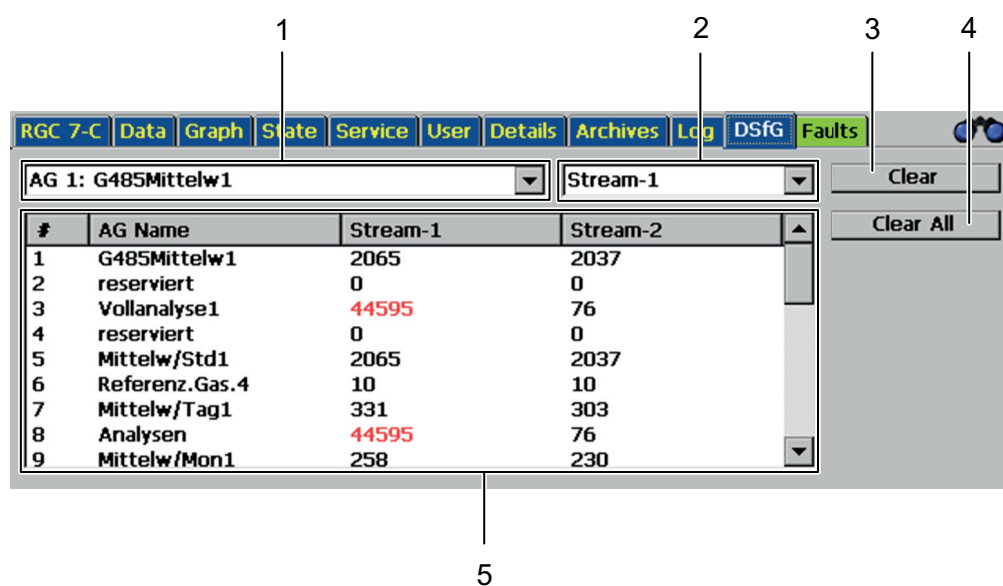 1 2 3 4
RGC 7-C Data Graph State Service User Details Archives Log DSfG Faults
AG 1: G485Mittelw1 Stream-1 Clear
Clear All
# AG Name Stream-1 Stream-2
1 G485Mittelw1 2065 2037
2 reserviert 0 0
3 Vollanalyse1 44595 76
4 reserviert 0 0
5 Mittelw/Std1 2065 2037
6 Referenz.Gas.4 10 10
7 Mittelw/Tag1 331 303
8 Analysen 44595 76
9 Mittelw/Mon1 258 230
5